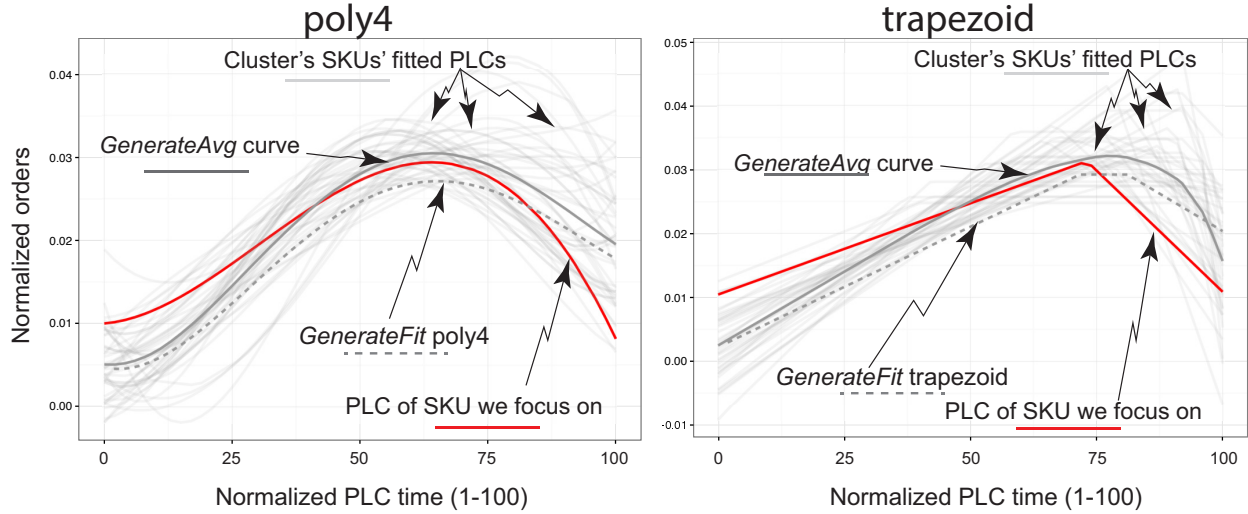 poly4
trapezoid
Cluster's SKUs' fitted PLCs
GenerateAvg curve
GenerateFit poly4
PLC of SKU we focus on
Normalized orders
0.04
0.03
0.02
0.01
0.00
0
25
50
75
100
Normalized PLC time (1-100)
Cluster's SKUs' fitted PLCs
GenerateAvg curve
GenerateFit trapezoid
PLC of SKU we focus on
0.05
0.04
0.03
0.02
0.01
0.00
-0.01
0
25
50
75
100
Normalized PLC time (1-100)